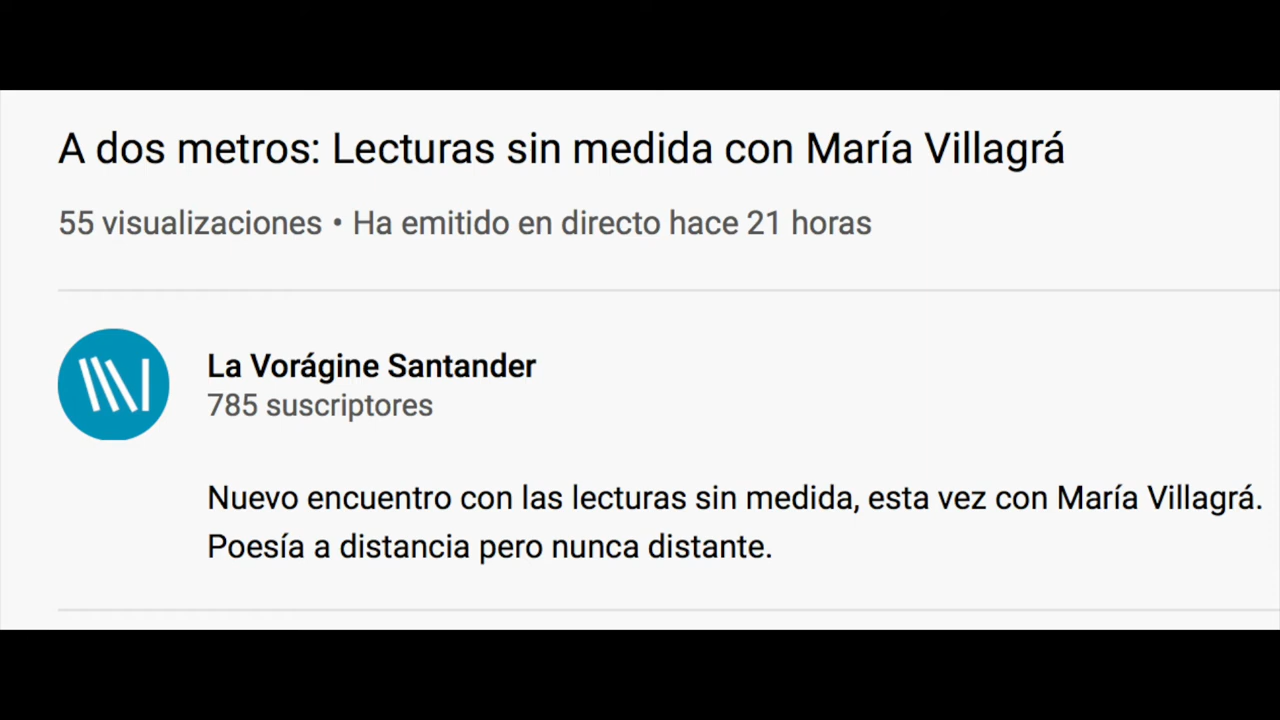 A dos metros: Lecturas sin medida con María Villagrá
55 visualizaciones • Ha emitido en directo hace 21 horas
La Vorágine Santander
785 suscriptores
Nuevo encuentro con las lecturas sin medida, esta vez con María Villagrá.
Poesía a distancia pero nunca distante.